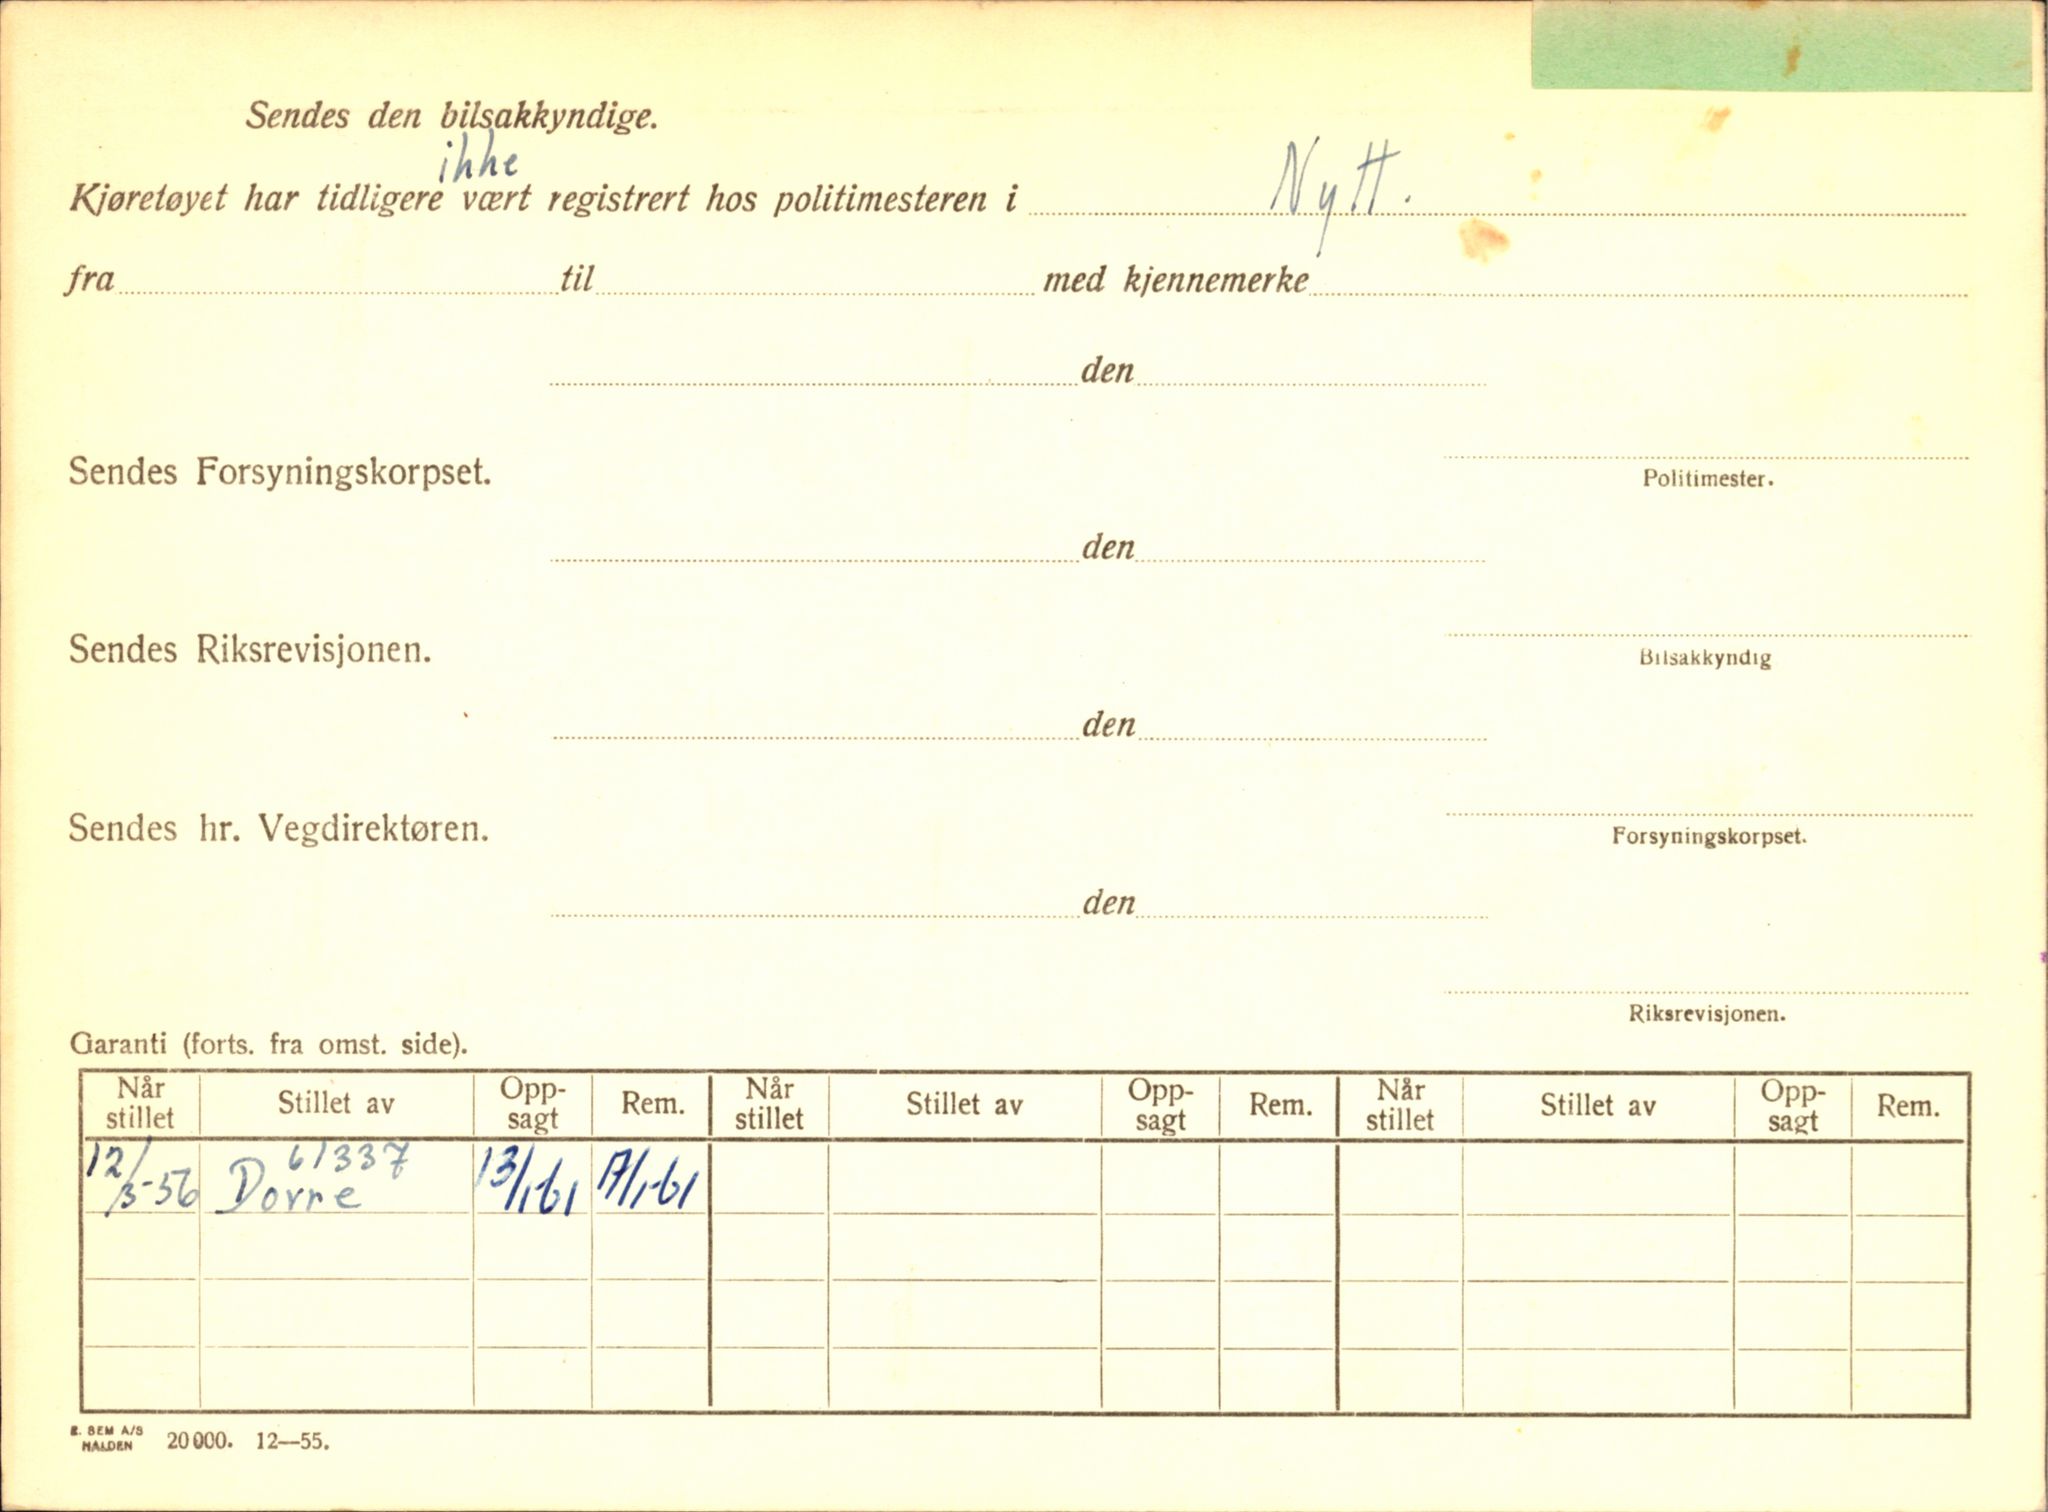 Sendes den bilsakkyndige.
ikke
Kjøretøyet har tidligere vært registrert hos politimesteren i Nytt.
fra til med kjennemerke
den
Sendes Forsyningskorpset.
Politimester.
den
Sendes Riksrevisjonen.
Bilsakkyndig
den
Sendes hr. Vegdirektøren.
Forsyningskorpset.
den
Riksrevisjonen.
Garanti (forts. fra omst. side).
Når stillet Stillet av Opp-sagt Rem. Når stillet Stillet av Opp-sagt Rem. Når stillet Stillet av Opp-sagt Rem.
12/3-56 61337 Dovre 13/1-61 17/1-61
E. SEM A/S
HALDEN 20 000. 12—55.